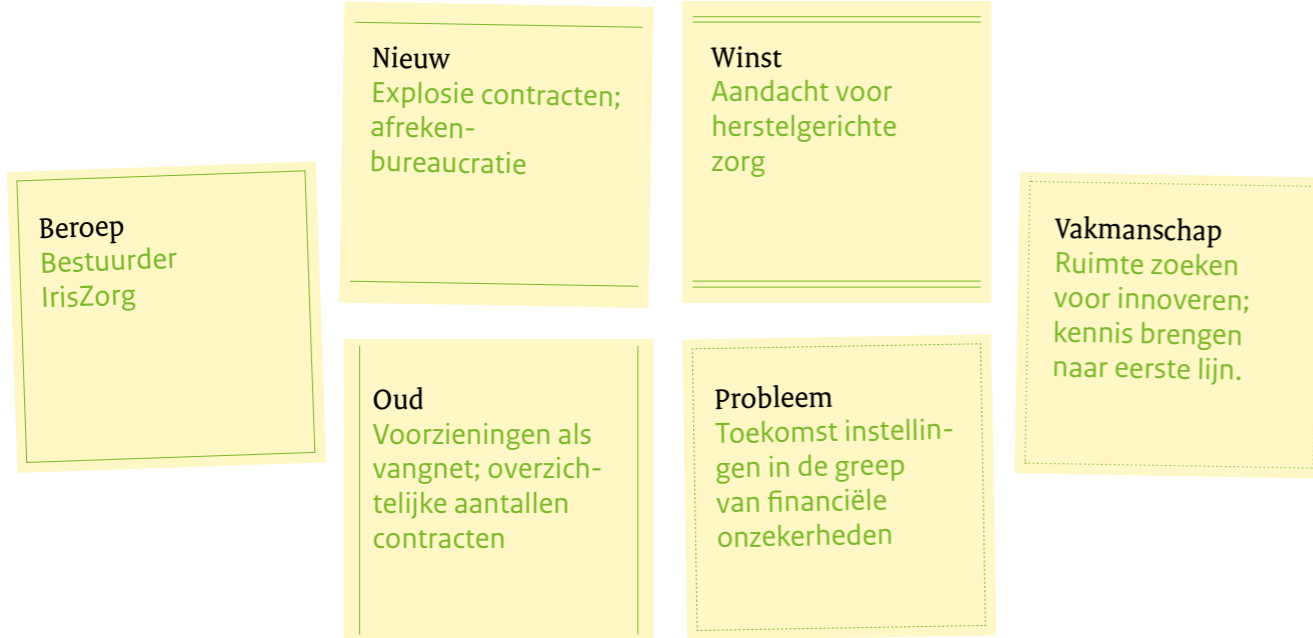 Beroep
Bestuurder
IrisZorg
Nieuw
Explosie contracten;
afreken-
bureaucratie
Oud
Voorzieningen als
vangnet; overzich-
telijke aantallen
contracten
Winst
Aandacht voor
herstelgerichte
zorg
Probleem
Toekomst instellin-
gen in de greep
van financiële
onzekerheden
Vakmanschap
Ruimte zoeken
voor innoveren;
kennis brengen
naar eerste lijn.